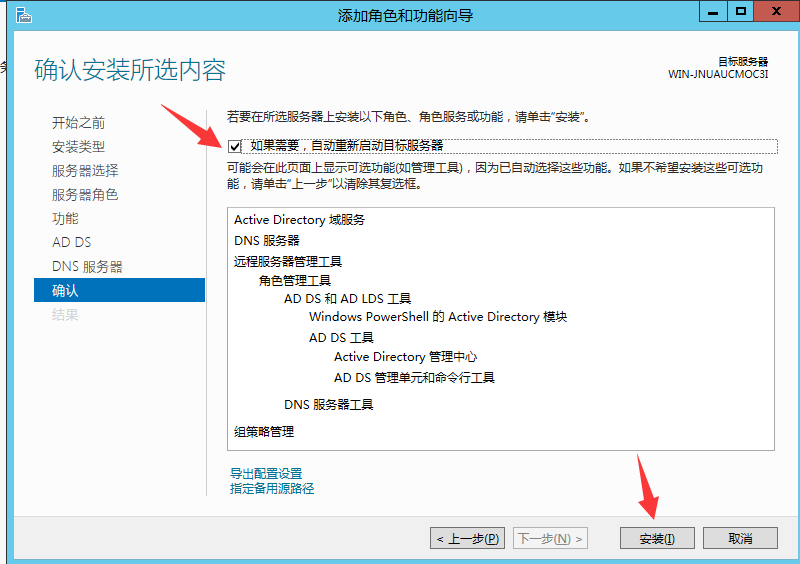 添加角色和功能向导
确认安装所选内容
目标服务器
WIN-JNUAUCMOC3I
开始之前
安装类型
服务器选择
服务器角色
功能
AD DS
DNS 服务器
确认
结果
若要在所选服务器上安装以下角色、角色服务或功能，请单击“安装”。
如果需要，自动重新启动目标服务器
可能会在此页面上显示可选功能(如管理工具)，因为已自动选择这些功能。如果不希望安装这些可选功
能，请单击“上一步”以清除其复选框。
Active Directory 域服务
DNS 服务器
远程服务器管理工具
角色管理工具
AD DS 和 AD LDS 工具
Windows PowerShell 的 Active Directory 模块
AD DS 工具
Active Directory 管理中心
AD DS 管理单元和命令行工具
DNS 服务器工具
组策略管理
导出配置设置
指定备用源路径
< 上一步(P) 下一步(N) > 安装(I) 取消